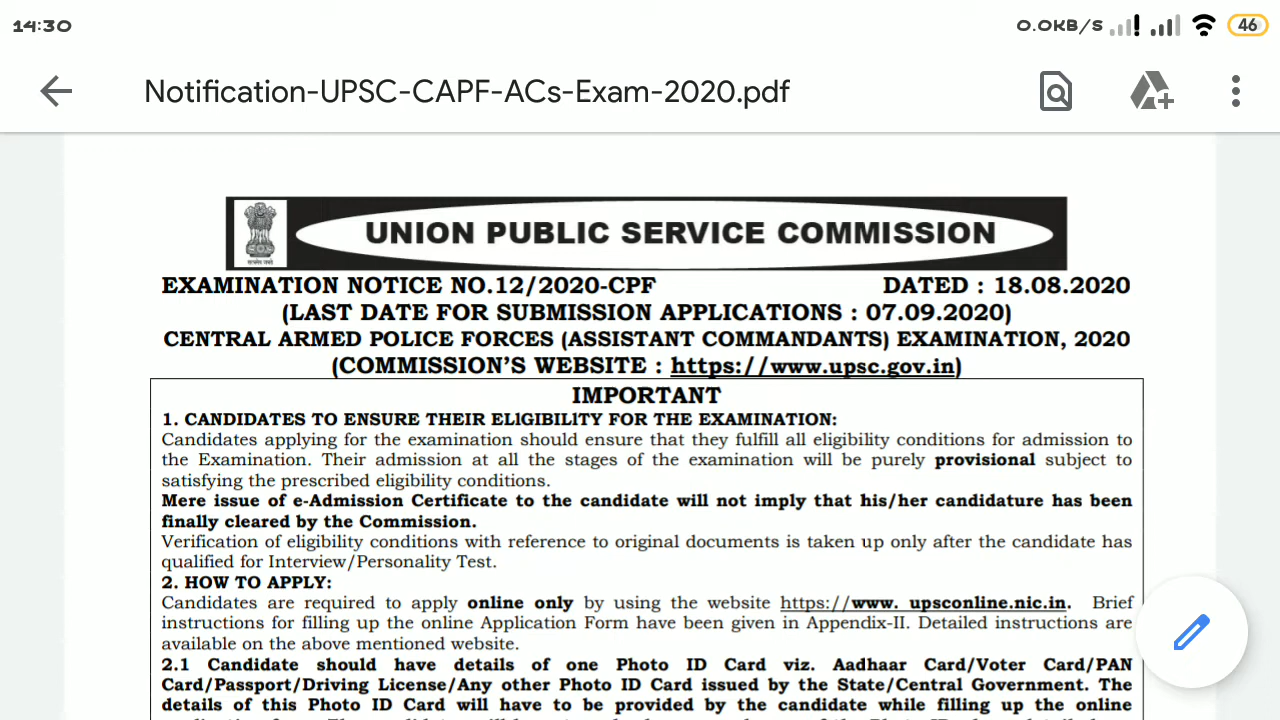 14:30
0.0KB/S
46
Notification-UPSC-CAPF-ACs-Exam-2020.pdf
UNION PUBLIC SERVICE COMMISSION
EXAMINATION NOTICE NO.12/2020-CPF DATED : 18.08.2020
(LAST DATE FOR SUBMISSION APPLICATIONS : 07.09.2020)
CENTRAL ARMED POLICE FORCES (ASSISTANT COMMANDANTS) EXAMINATION, 2020
(COMMISSION'S WEBSITE : https://www.upsc.gov.in)
IMPORTANT
1. CANDIDATES TO ENSURE THEIR ELIGIBILITY FOR THE EXAMINATION:
Candidates applying for the examination should ensure that they fulfill all eligibility conditions for admission to
the Examination. Their admission at all the stages of the examination will be purely provisional subject to
satisfying the prescribed eligibility conditions.
Mere issue of e-Admission Certificate to the candidate will not imply that his/her candidature has been
finally cleared by the Commission.
Verification of eligibility conditions with reference to original documents is taken up only after the candidate has
qualified for Interview/Personality Test.
2. HOW TO APPLY:
Candidates are required to apply online only by using the website https://www. upsconline.nic.in. Brief
instructions for filling up the online Application Form have been given in Appendix-II. Detailed instructions are
available on the above mentioned website.
2.1 Candidate should have details of one Photo ID Card viz. Aadhaar Card/Voter Card/PAN
Card/Passport/Driving License/Any other Photo ID Card issued by the State/Central Government. The
details of this Photo ID Card will have to be provided by the candidate while filling up the online